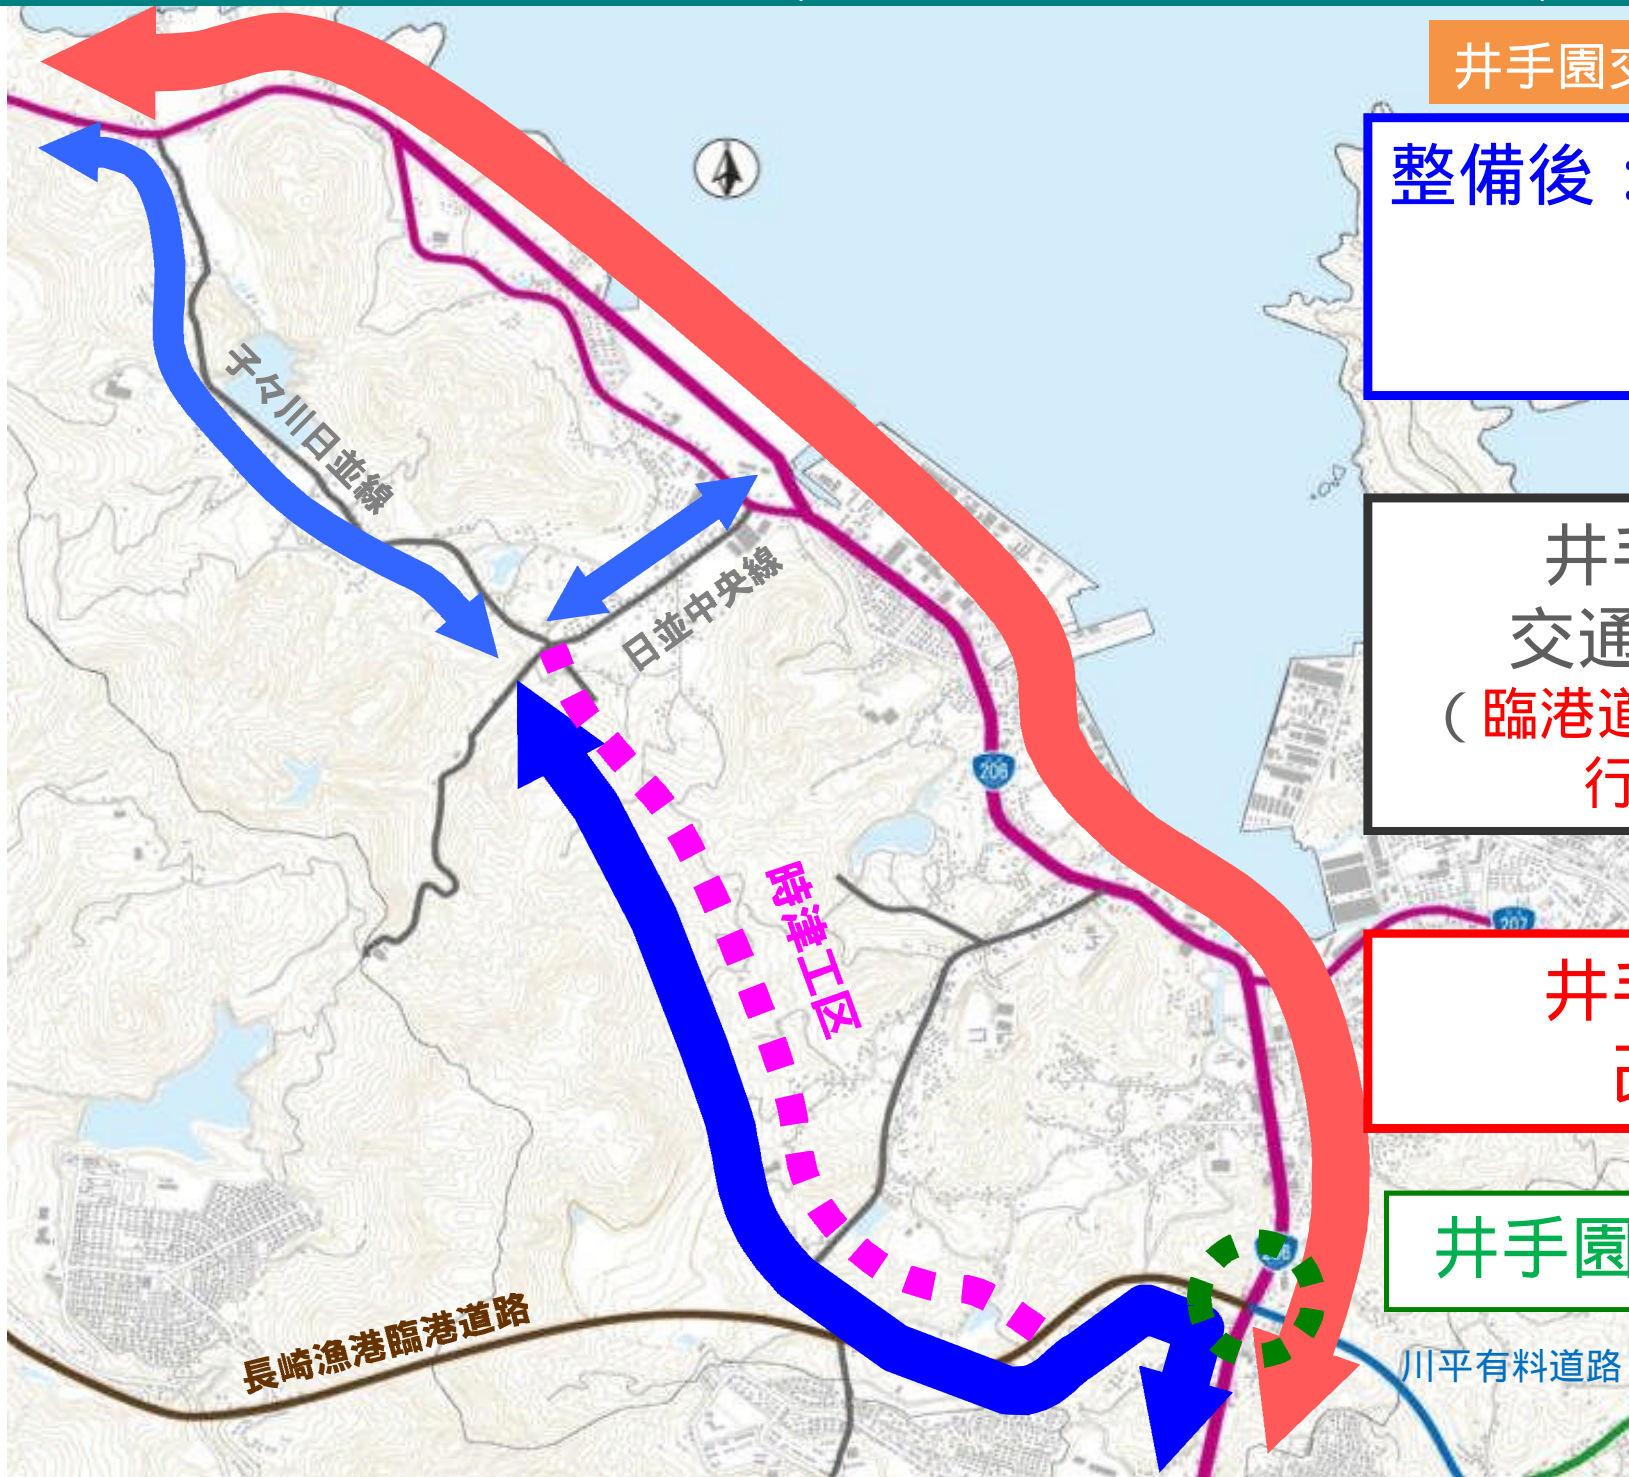 井手園
整備後：
子々川日並線
日並中央線
井
交通
（臨港道
行
206
207
時津工区
井
井手園
206
長崎漁港臨港道路
川平有料道路